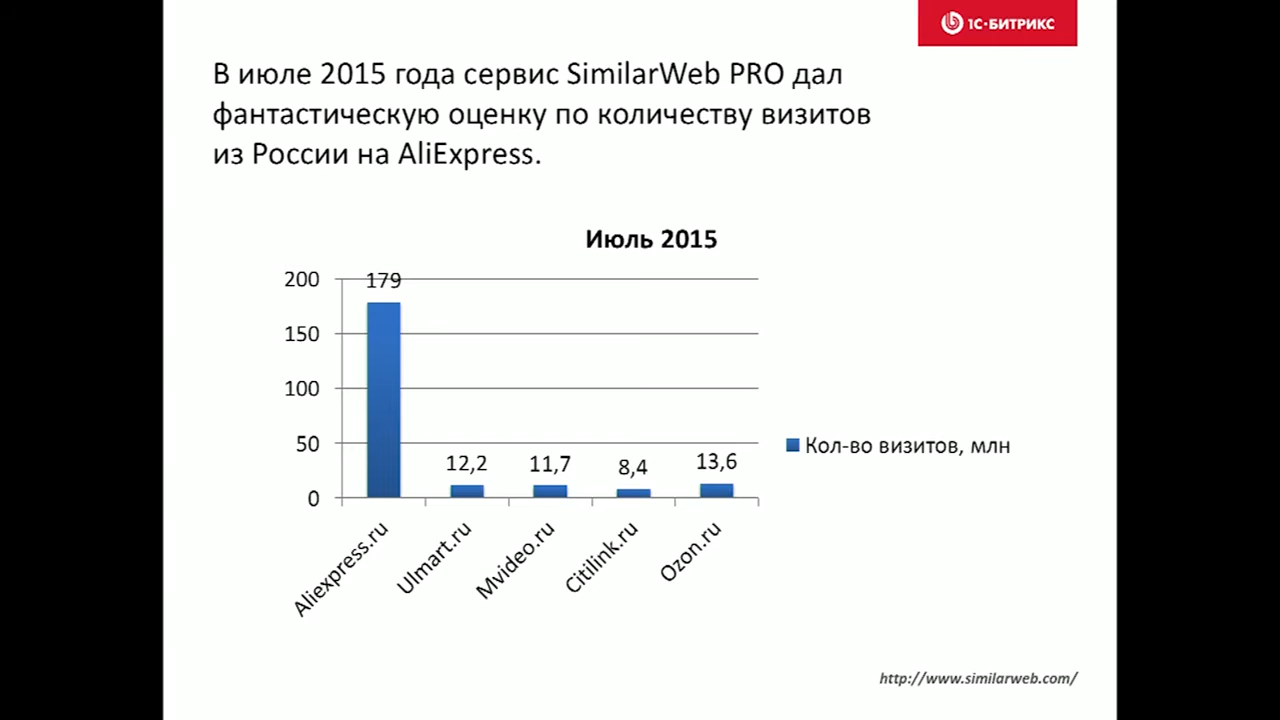 1С·БИТРИКС
В июле 2015 года сервис SimilarWeb PRO дал
фантастическую оценку по количеству визитов
из России на AliExpress.
Июль 2015
200
150
100
50
0
179
12,2
11,7
8,4
13,6
Aliexpress.ru
Ulmart.ru
Mvideo.ru
Citilink.ru
Ozon.ru
Кол-во визитов, млн
http://www.similarweb.com/